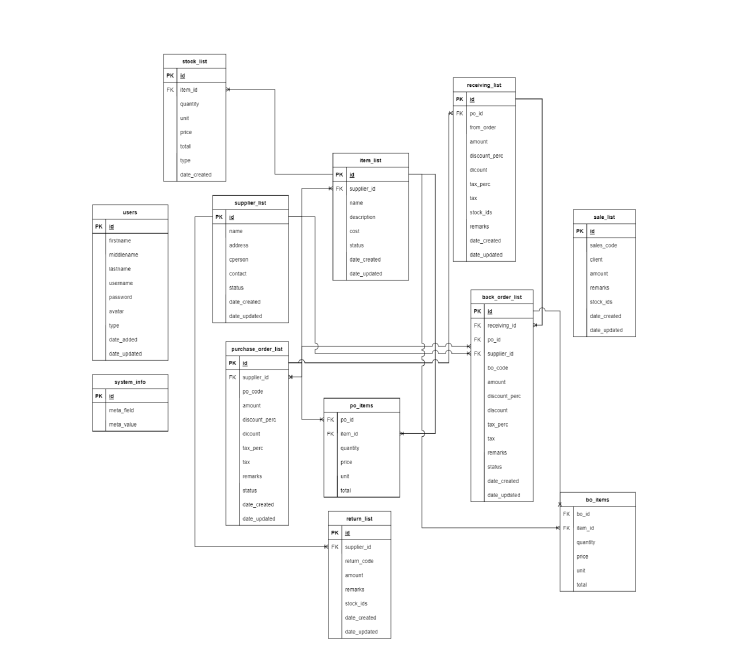 stock_list
PK id
FK item_id
quantity
unit
price
total
type
date_created
receiving_list
PK id
FK po_id
from_order
amount
discount_perc
dicount
tax_perc
tax
stock_ids
remarks
date_created
date_updated
item_list
PK id
FK supplier_id
name
description
cost
status
date_created
date_updated
supplier_list
PK id
name
address
cperson
contact
status
date_created
date_updated
users
PK id
firstname
middlename
lastname
username
password
avatar
type
date_added
date_updated
sale_list
PK id
sales_code
client
amount
remarks
stock_ids
date_created
date_updated
back_order_list
PK id
FK receiving_id
FK po_id
FK supplier_id
bo_code
amount
discount_perc
discount
tax_perc
tax
remarks
status
date_created
date_updated
purchase_order_list
PK id
FK supplier_id
po_code
amount
discount_perc
dicount
tax_perc
tax
remarks
status
date_created
date_updated
system_info
PK id
meta_field
meta_value
po_items
FK po_id
FK item_id
quantity
price
unit
total
bo_items
FK bo_id
FK item_id
quantity
price
unit
total
return_list
PK id
FK supplier_id
return_code
amount
remarks
stock_ids
date_created
date_updated